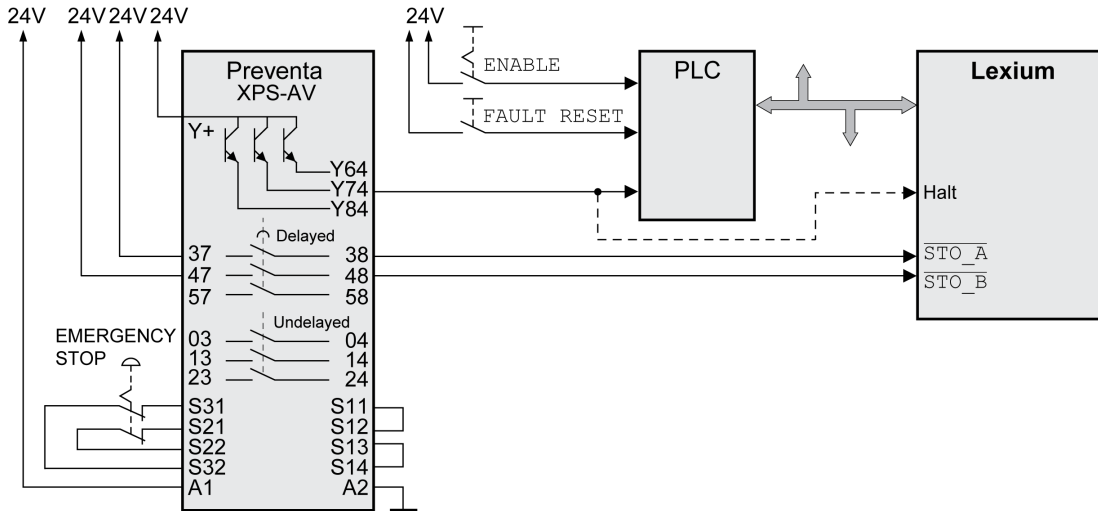 24V 24V 24V 24V 24V
Preventa
XPS-AV
Y+
Y64
Y74
Y84
Delayed
37 38
47 48
57 58
Undelayed
03 04
13 14
23 24
EMERGENCY
STOP
S31 S11
S21 S12
S22 S13
S32 S14
A1 A2
ENABLE
FAULT RESET
PLC
Lexium
Halt
STO_A
STO_B